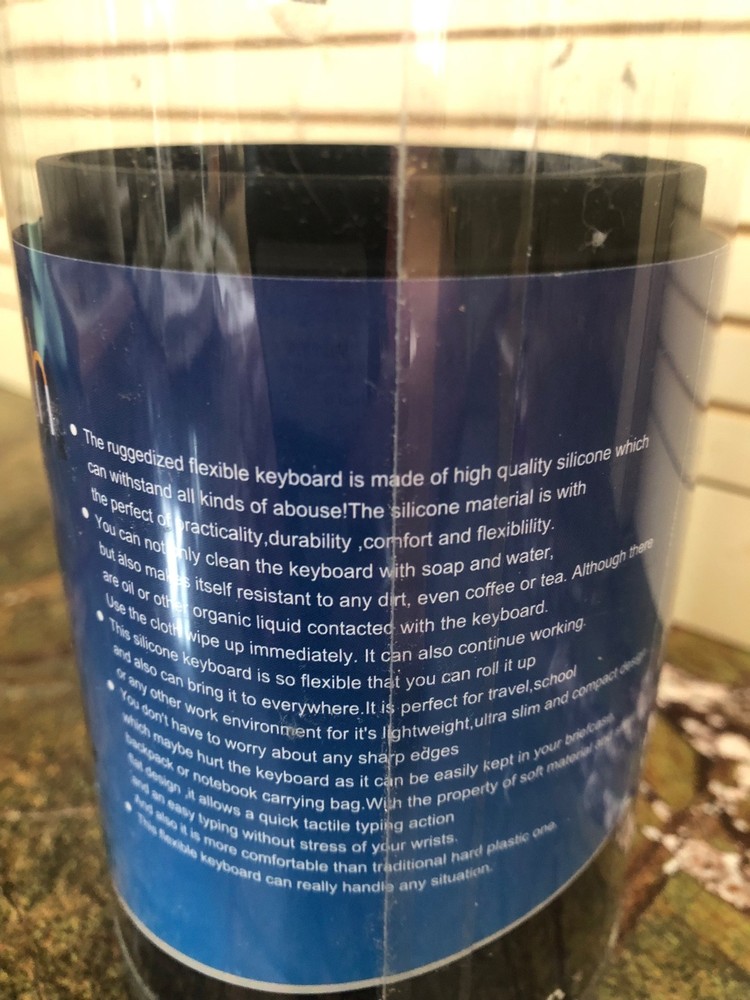 • The ruggedized flexible keyboard is made of high quality silicone which
can withstand all kinds of abouse!The silicone material is with
the perfect of practicality,durability ,comfort and flexiblility.
• You can not only clean the keyboard with soap and water,
but also makes itself resistant to any dirt, even coffee or tea. Although there
are oil or other organic liquid contacted with the keyboard.
Use the cloth wipe up immediately. It can also continue working.
• This silicone keyboard is so flexible that you can roll it up
and also can bring it to everywhere.It is perfect for travel,school
or any other work environment for it's lightweight,ultra slim and compact design
• You don't have to worry about any sharp edges
which maybe hurt the keyboard as it can be easily kept in your briefcase,
backpack or notebook carrying bag.With the property of soft material and
flat design ,it allows a quick tactile typing action
and an easy typing without stress of your wrists.
And also it is more comfortable than traditional hard plastic one.
• This flexible keyboard can really handle any situation.